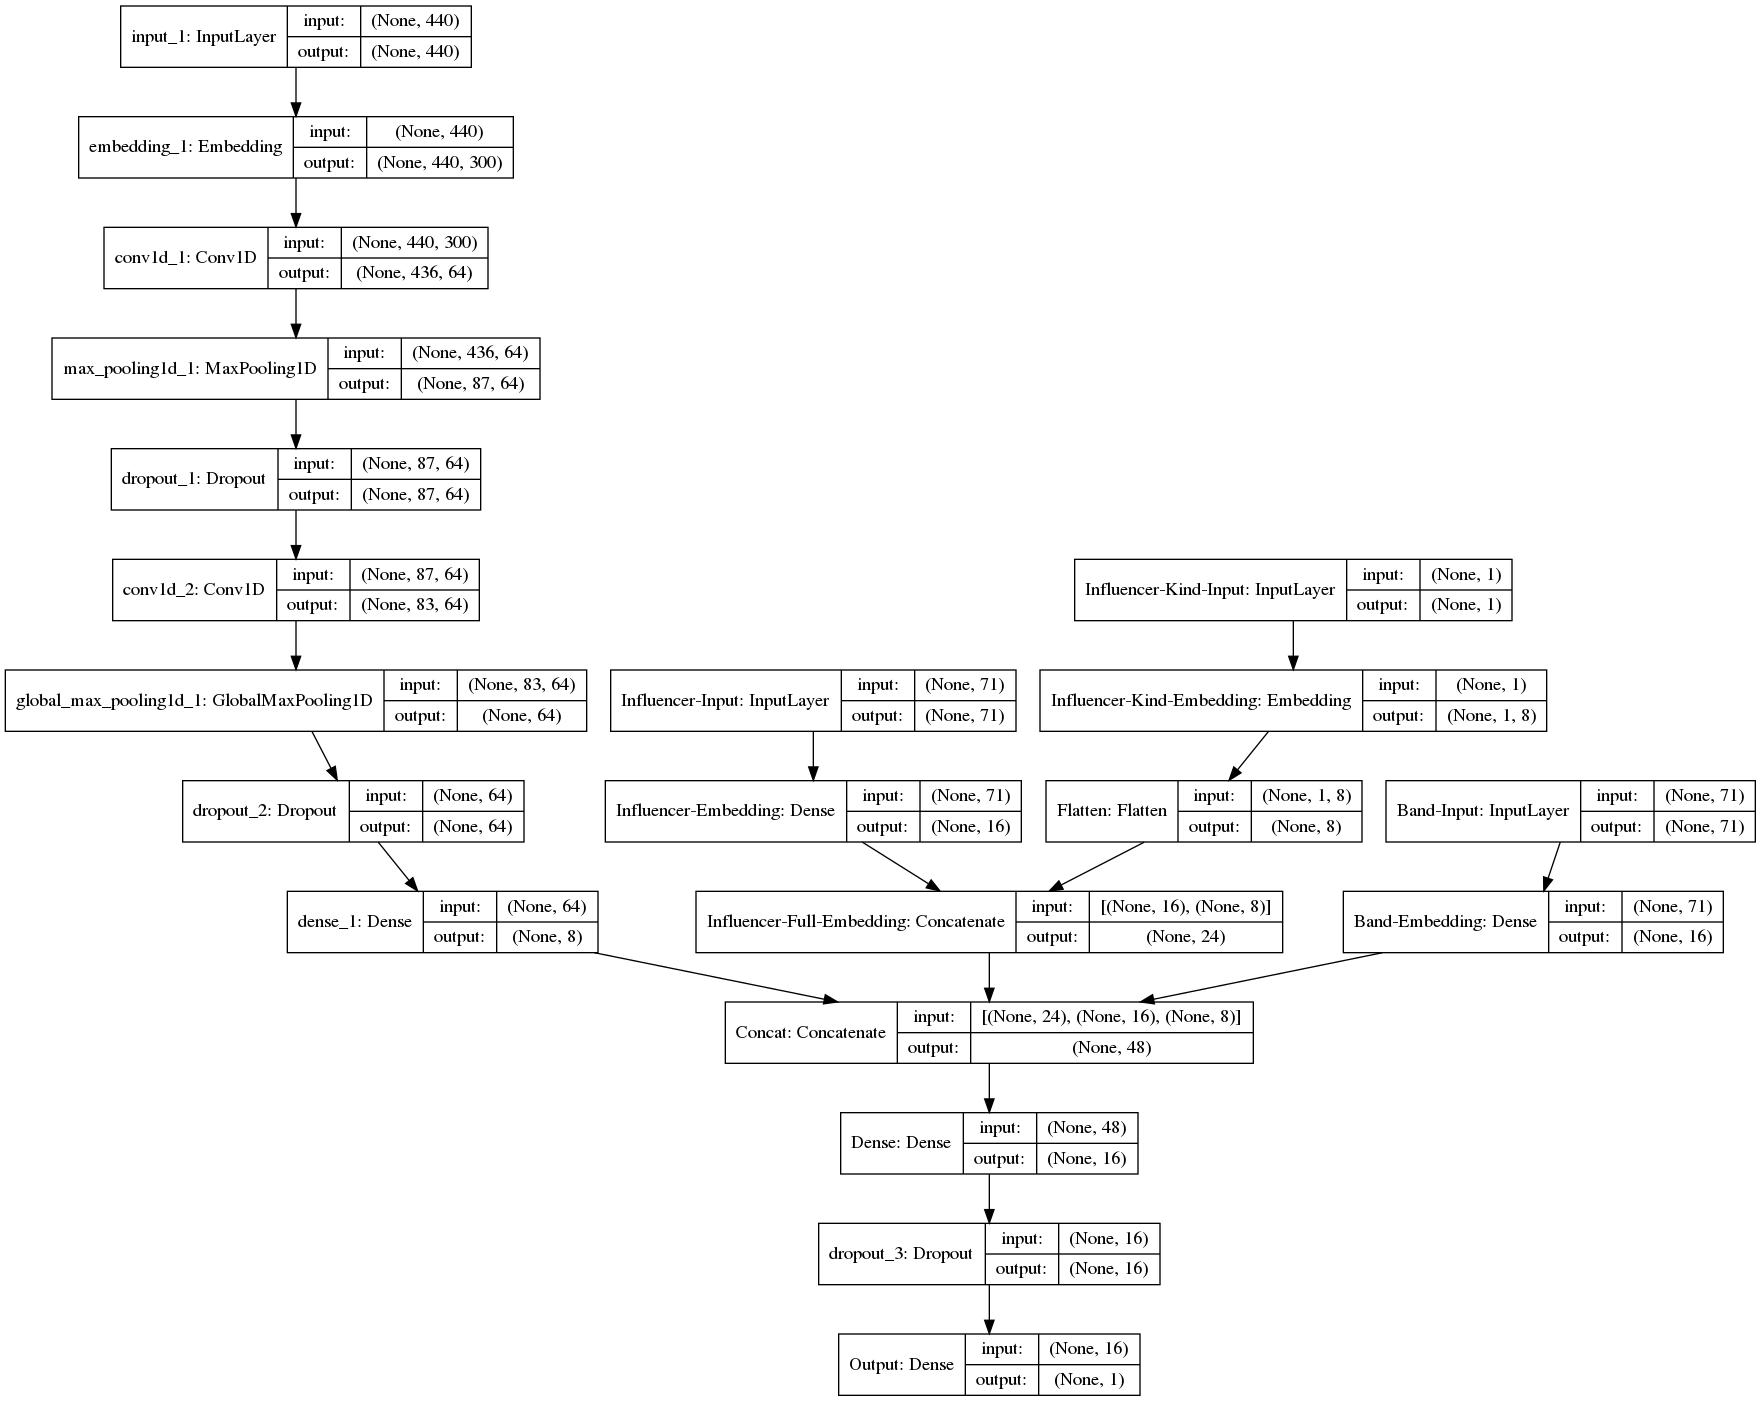 input_1: InputLayer
input:
(None, 440)
output:
(None, 440)
embedding_1: Embedding
input:
(None, 440)
output:
(None, 440, 300)
conv1d_1: Conv1D
input:
(None, 440, 300)
output:
(None, 436, 64)
max_pooling1d_1: MaxPooling1D
input:
(None, 436, 64)
output:
(None, 87, 64)
dropout_1: Dropout
input:
(None, 87, 64)
output:
(None, 87, 64)
conv1d_2: Conv1D
input:
(None, 87, 64)
output:
(None, 83, 64)
Influencer-Kind-Input: InputLayer
input:
(None, 1)
output:
(None, 1)
global_max_pooling1d_1: GlobalMaxPooling1D
input:
(None, 83, 64)
output:
(None, 64)
Influencer-Input: InputLayer
input:
(None, 71)
output:
(None, 71)
Influencer-Kind-Embedding: Embedding
input:
(None, 1)
output:
(None, 1, 8)
dropout_2: Dropout
input:
(None, 64)
output:
(None, 64)
Influencer-Embedding: Dense
input:
(None, 71)
output:
(None, 16)
Flatten: Flatten
input:
(None, 1, 8)
output:
(None, 8)
Band-Input: InputLayer
input:
(None, 71)
output:
(None, 71)
dense_1: Dense
input:
(None, 64)
output:
(None, 8)
Influencer-Full-Embedding: Concatenate
input:
[(None, 16), (None, 8)]
output:
(None, 24)
Band-Embedding: Dense
input:
(None, 71)
output:
(None, 16)
Concat: Concatenate
input:
[(None, 24), (None, 16), (None, 8)]
output:
(None, 48)
Dense: Dense
input:
(None, 48)
output:
(None, 16)
dropout_3: Dropout
input:
(None, 16)
output:
(None, 16)
Output: Dense
input:
(None, 16)
output:
(None, 1)